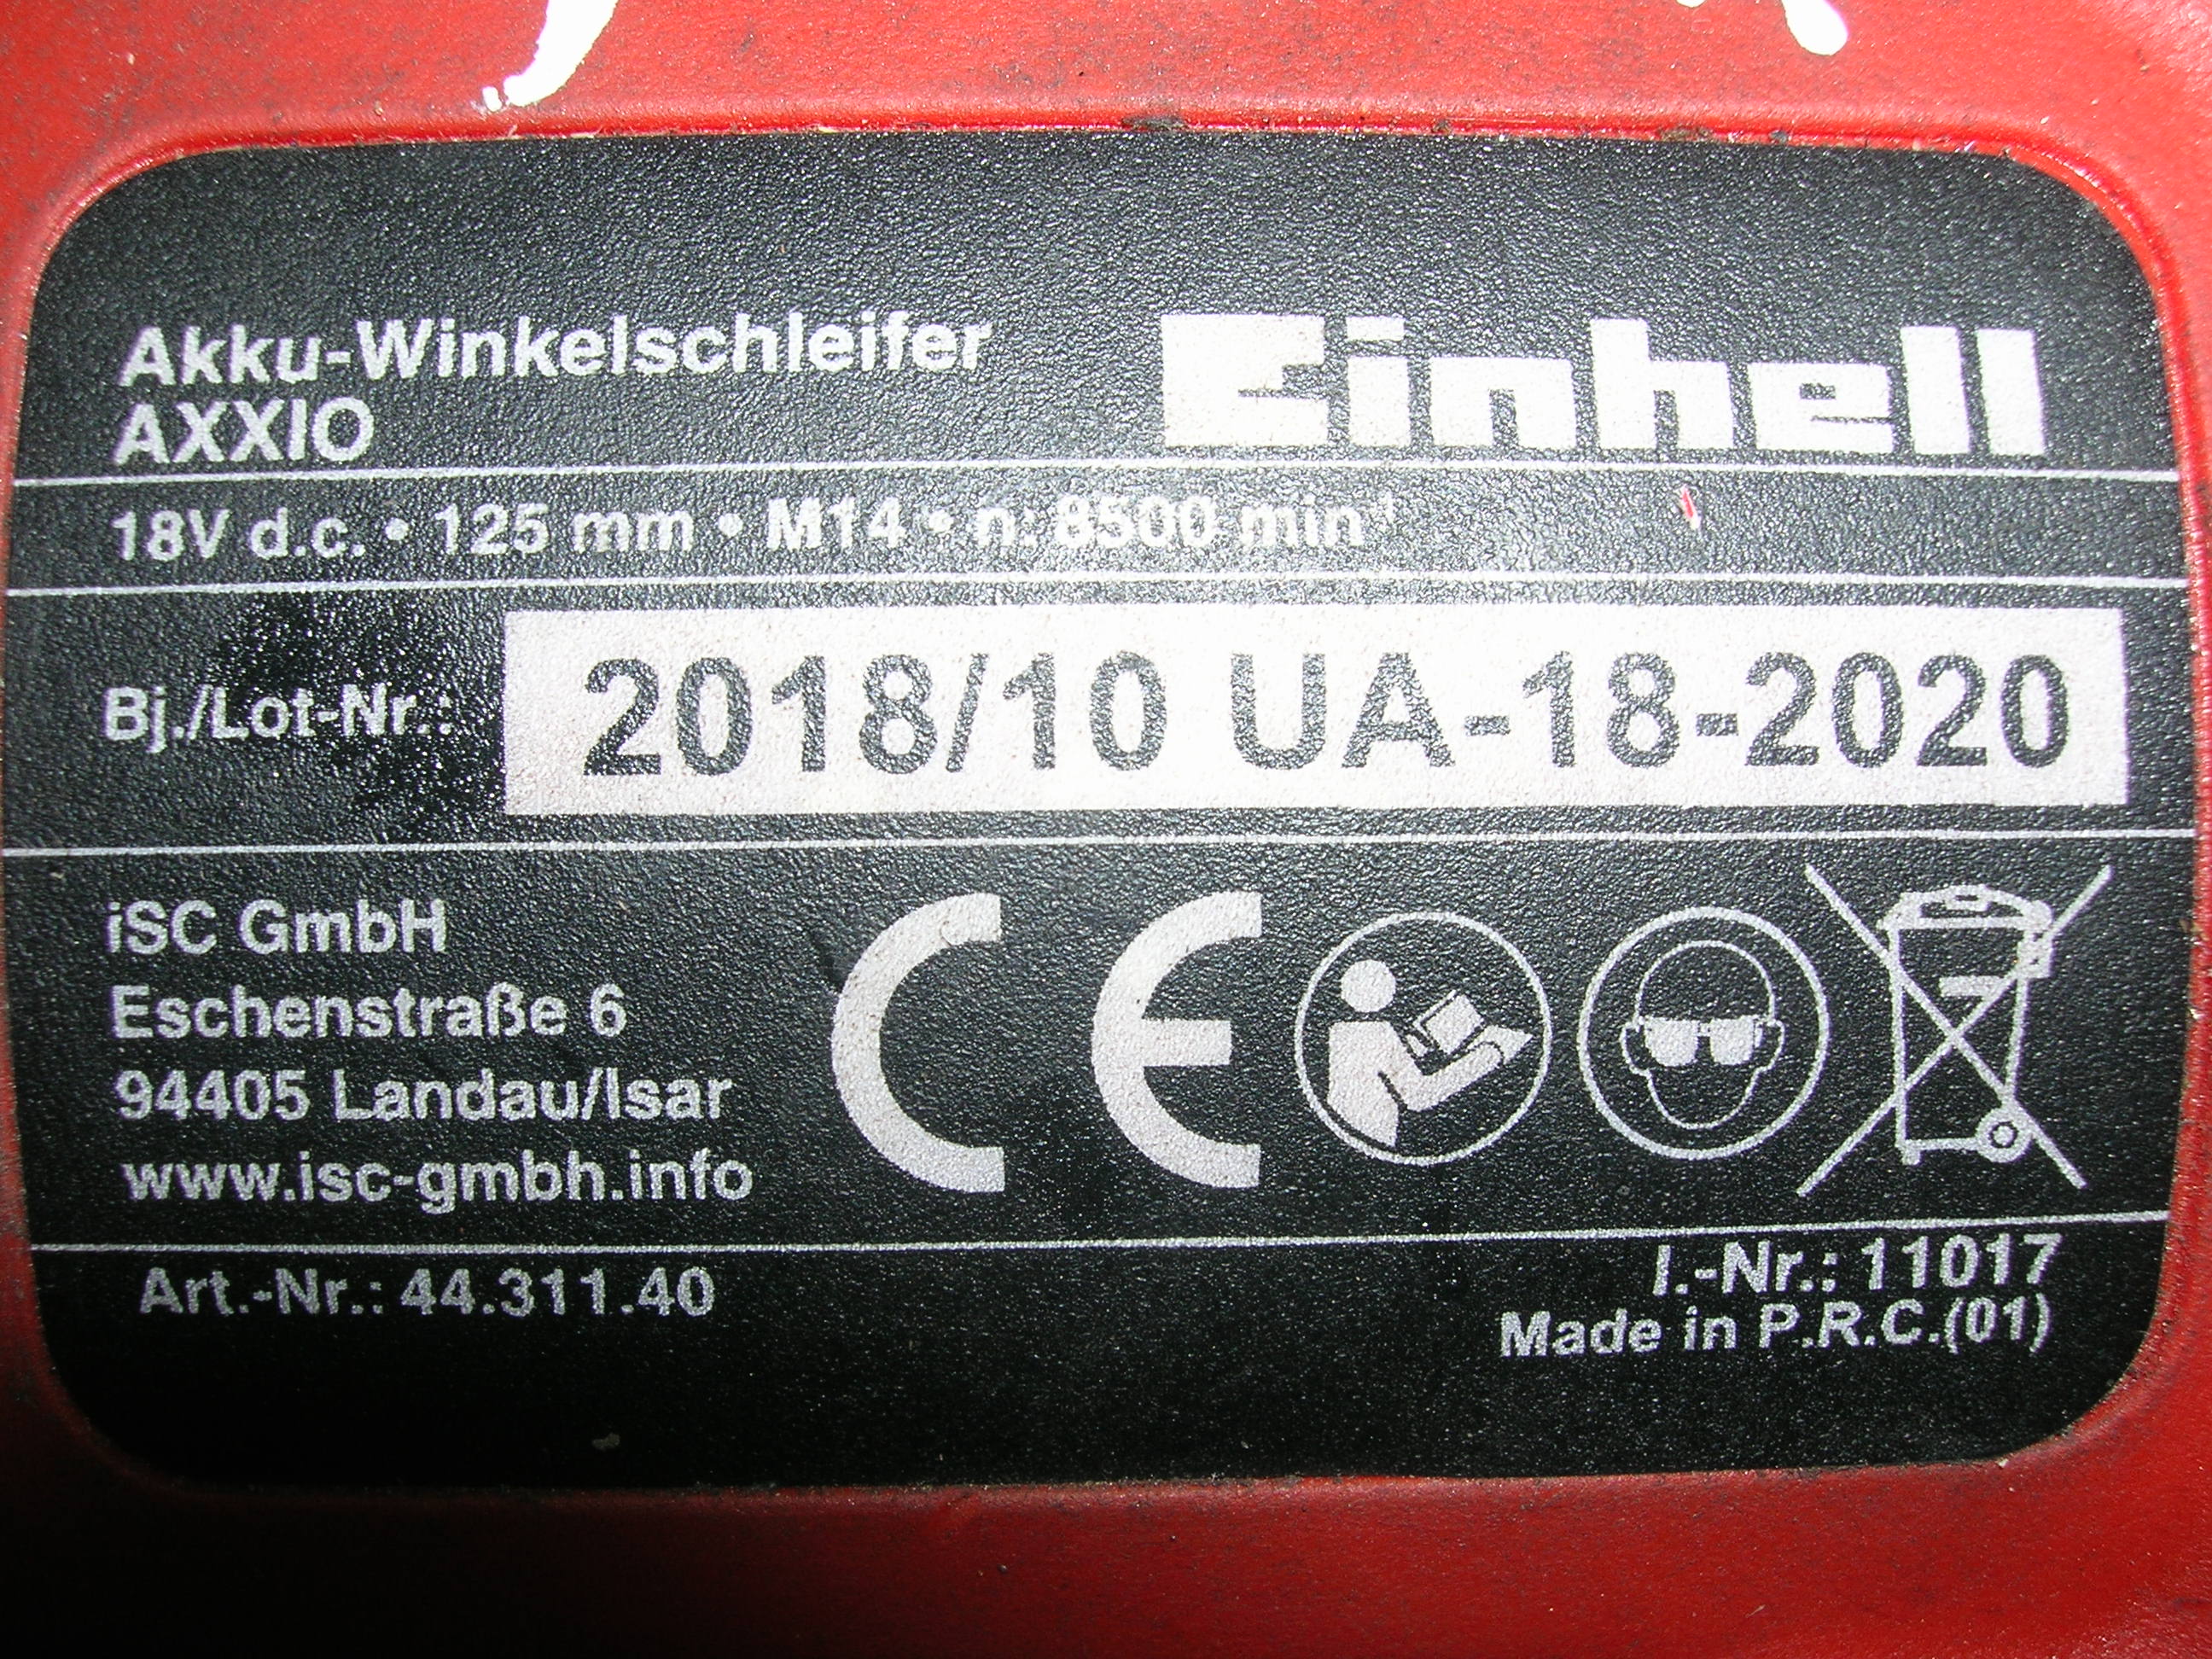 Akku-Winkelschleifer
AXXIO
Einhell
18V d.c. • 125 mm • M14 • n: 8500 min⁻¹
Bj./Lot-Nr.: 2018/10 UA-18-2020
iSC GmbH
Eschenstraße 6
94405 Landau/Isar
www.isc-gmbh.info
CE
Art.-Nr.: 44.311.40
I.-Nr.: 11017
Made in P.R.C.(01)